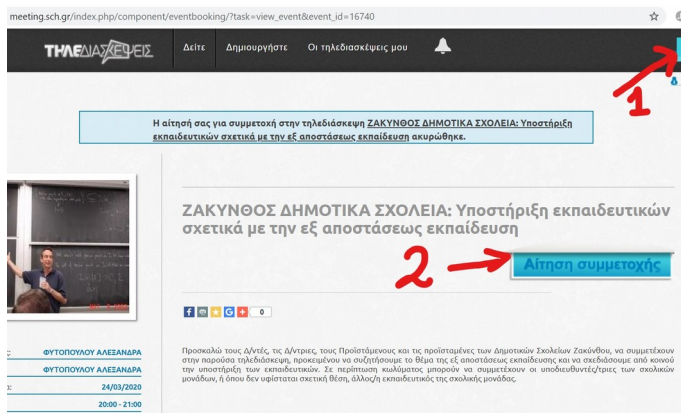 meeting.sch.gr/index.php/component/eventbooking/?task=view_event&event_id=16740
ΤΗΛΕΔΙΑΣΚΕΨΕΙΣ Δείτε Δημιουργήστε Οι τηλεδιασκέψεις μου
1
Η αίτησή σας για συμμετοχή στην τηλεδιάσκεψη ΖΑΚΥΝΘΟΣ ΔΗΜΟΤΙΚΑ ΣΧΟΛΕΙΑ: Υποστήριξη
εκπαιδευτικών σχετικά με την εξ αποστάσεως εκπαίδευση ακυρώθηκε.
ΖΑΚΥΝΘΟΣ ΔΗΜΟΤΙΚΑ ΣΧΟΛΕΙΑ: Υποστήριξη εκπαιδευτικών
σχετικά με την εξ αποστάσεως εκπαίδευση
2
Αίτηση συμμετοχής
0
ΦΥΤΟΠΟΥΛΟΥ ΑΛΕΞΑΝΔΡΑ
ΦΥΤΟΠΟΥΛΟΥ ΑΛΕΞΑΝΔΡΑ
24/03/2020
20:00 - 21:00
Προσκαλώ τους Δ/ντές, τις Δ/ντριες, τους Προϊστάμενους και τις προϊσταμένες των Δημοτικών Σχολείων Ζακύνθου, να συμμετέχουν
στην παρούσα τηλεδιάσκεψη, προκειμένου να συζητήσουμε το θέμα της εξ αποστάσεως εκπαίδευσης και να σχεδιάσουμε από κοινού
την υποστήριξη των εκπαιδευτικών. Σε περίπτωση κωλύματος μπορούν να συμμετέχουν οι υποδιευθυντές/τριες των σχολικών
μονάδων, ή όπου δεν υφίσταται σχετική θέση, άλλος/η εκπαιδευτικός της σχολικής μονάδας.